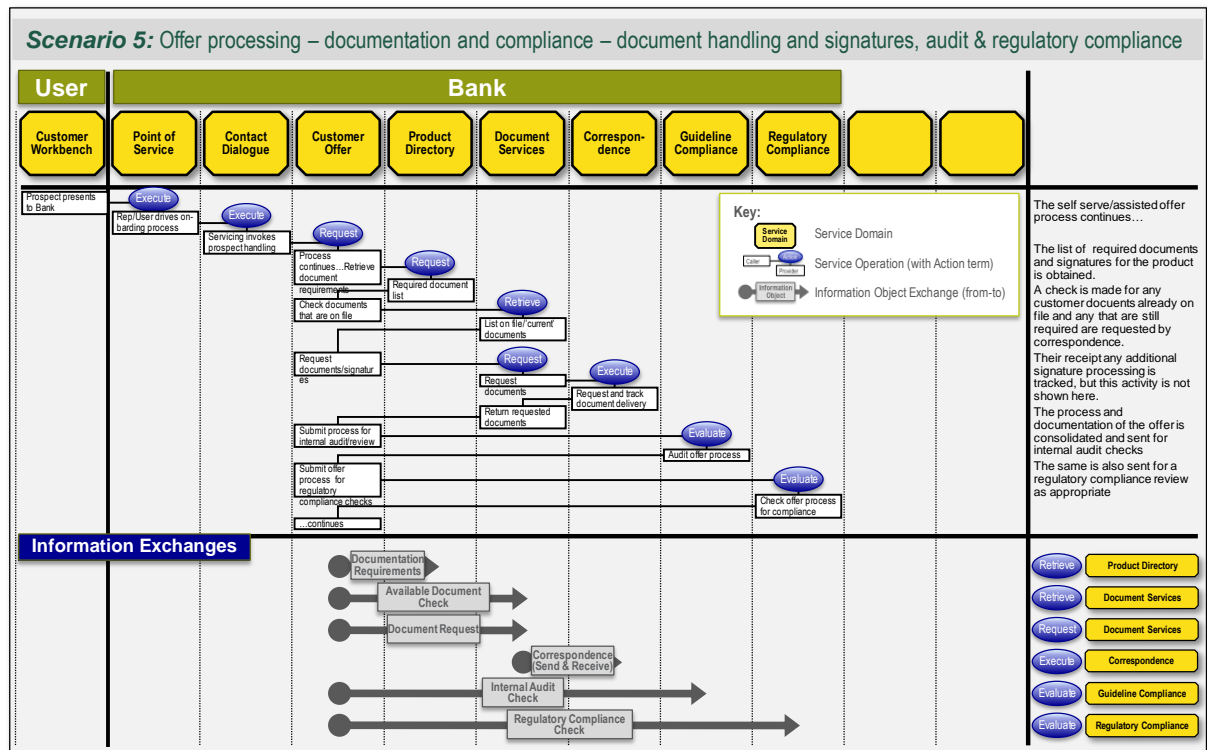 Scenario 5: Offer processing – documentation and compliance – document handling and signatures, audit & regulatory compliance
User
Bank
Customer
Workbench
Point of
Service
Contact
Dialogue
Customer
Offer
Product
Directory
Document
Services
Correspon-
dence
Guideline
Compliance
Regulatory
Compliance
Prospect presents
to Bank
Execute
Rep/User drives on-
barding process
Execute
Servicing invokes
prospect handling
Request
Process
continues…Retrieve
document
requirements
Request
Required document
list
Check documents
that are on file
Retrieve
List on file/'current'
documents
Request
documents/signatur
es
Request
Request
documents
Execute
Request and track
document delivery
Return requested
documents
Submit process for
internal audit/review
Evaluate
Audit offer process
Submit offer
process for
regulatory
compliance checks
Evaluate
Check offer process
for compliance
…continues
Key:
Service
Domain
Service Domain
Caller
Action
Provider
Service Operation (with Action term)
Information
Object
Information Object Exchange (from-to)
The self serve/assisted offer
process continues…
The list of required documents
and signatures for the product
is obtained.
A check is made for any
customer docuents already on
file and any that are still
required are requested by
correspondence.
Their receipt any additional
signature processing is
tracked, but this activity is not
shown here.
The process and
documentation of the offer is
consolidated and sent for
internal audit checks
The same is also sent for a
regulatory compliance review
as appropriate
Information Exchanges
Documentation
Requirements
Available Document
Check
Document Request
Correspondence
(Send & Receive)
Internal Audit
Check
Regulatory Compliance
Check
Retrieve
Product Directory
Retrieve
Document Services
Request
Document Services
Execute
Correspondence
Evaluate
Guideline Compliance
Evaluate
Regulatory Compliance